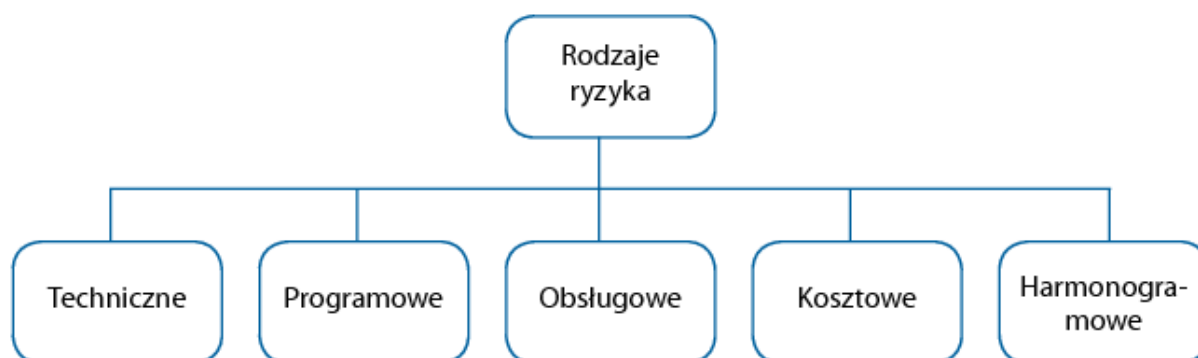 Rodzaje
ryzyka
Techniczne
Programowe
Obsługowe
Kosztowe
Harmonogra-
mowe